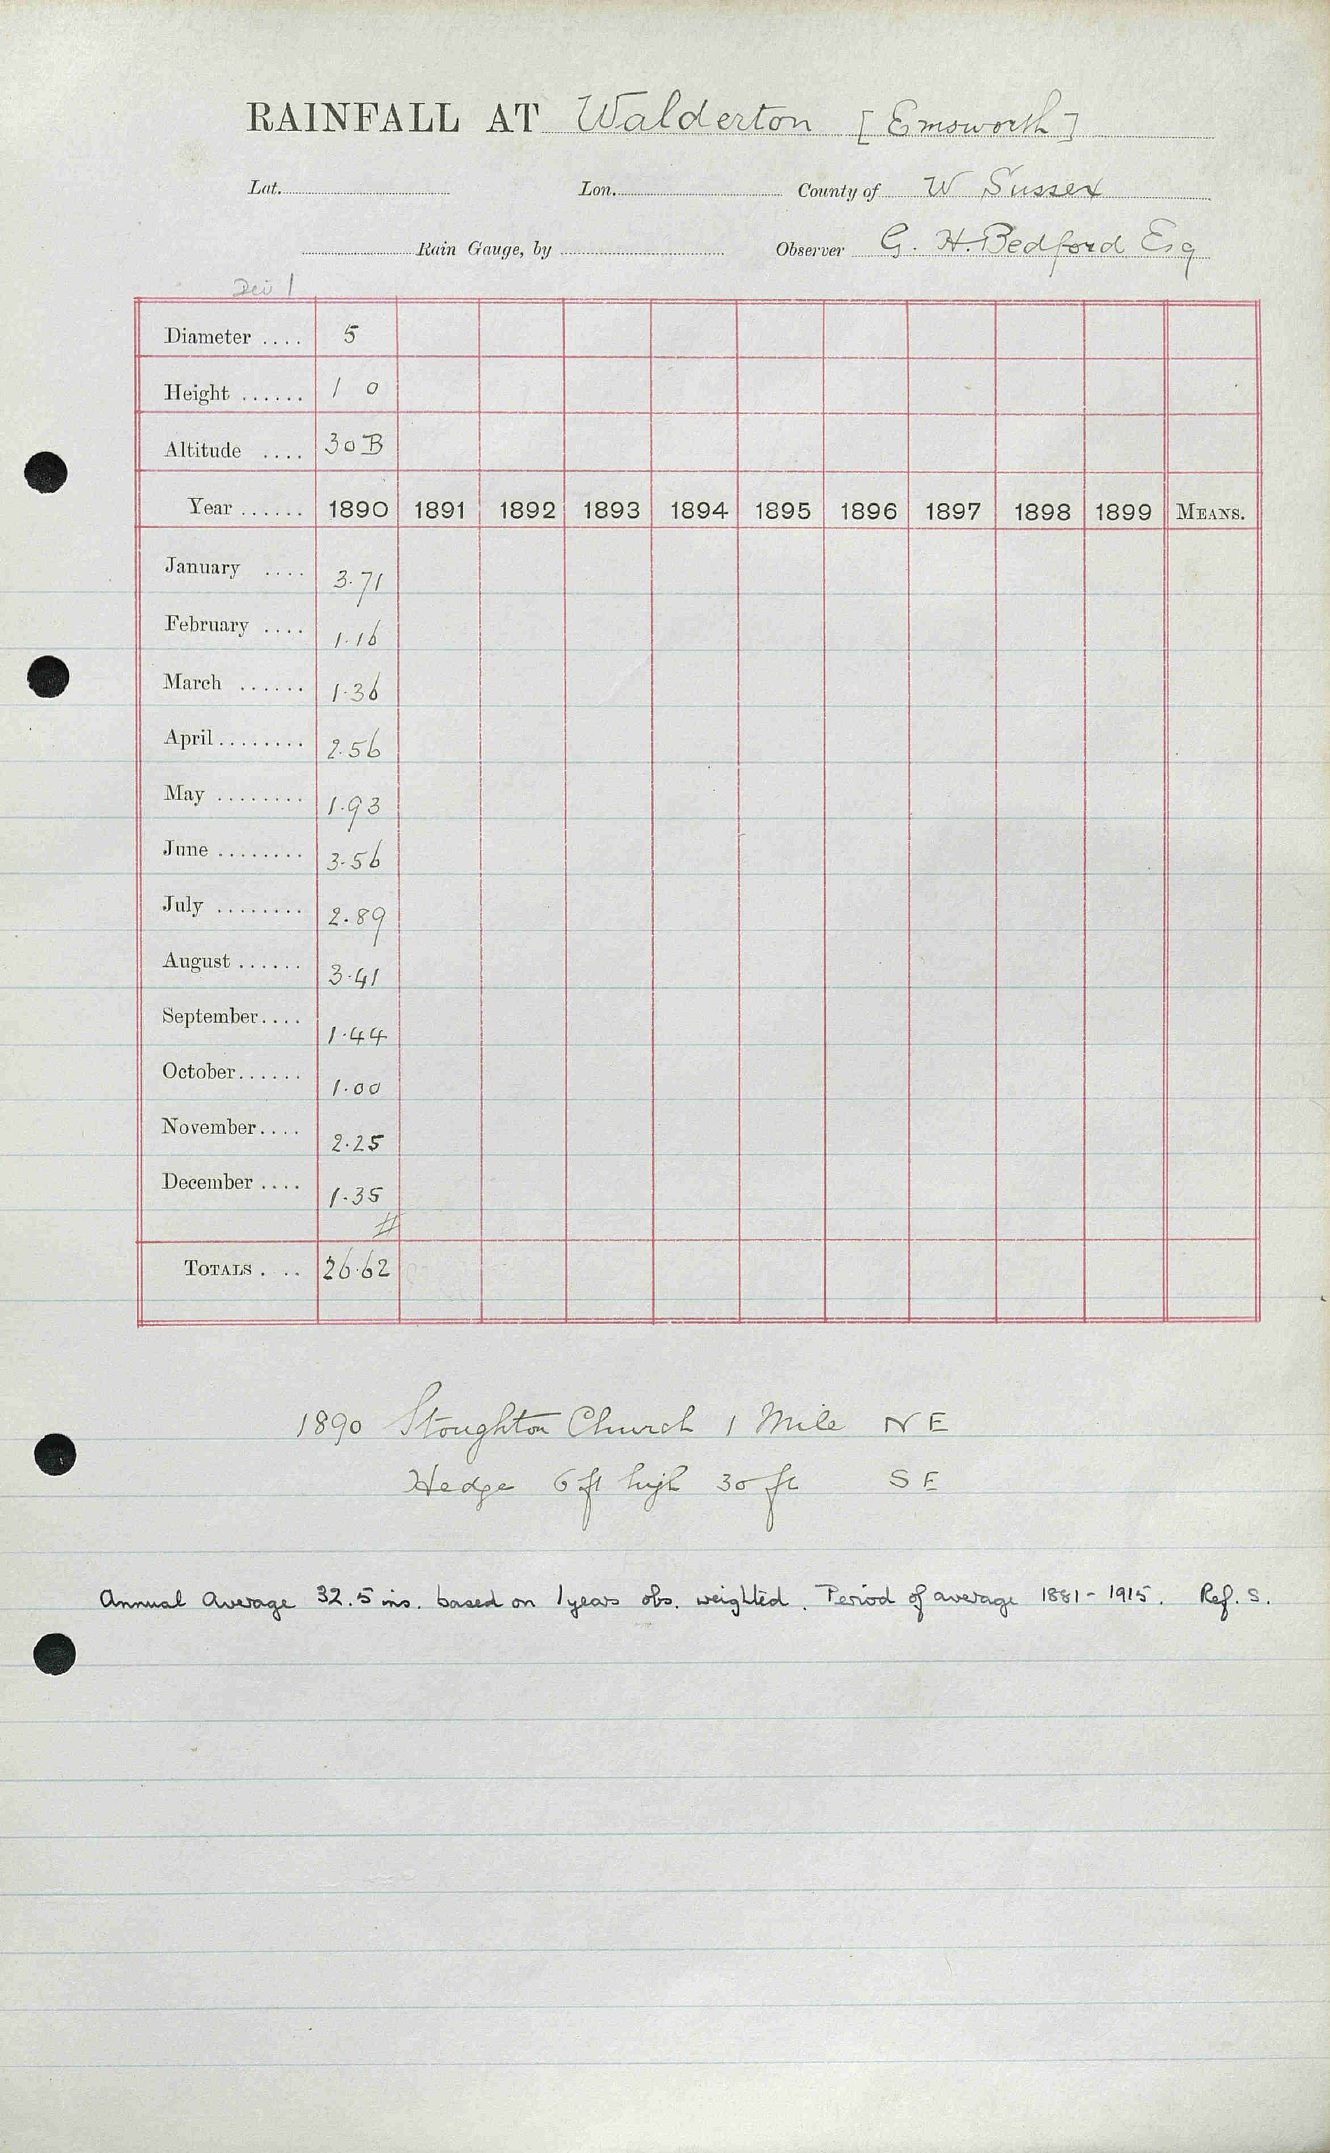 RAINFALL AT Walderton [Emsworth]
Lat. Lon. County of W Sussex
Rain Gauge, by Observer G. H. Bedford Esq
Diameter .... 5
Height ...... 1 0
Altitude .... 30 B
Year ...... 1890 1891 1892 1893 1894 1895 1896 1897 1898 1899 MEANS.
January .... 3.71
February .... 1.16
March ...... 1.36
April ........ 2.56
May ........ 1.93
June ........ 3.56
July ........ 2.89
August ...... 3.41
September .... 1.44
October ...... 1.00
November .... 2.25
December .... 1.35
#
TOTALS . .. 26.62
1890 Stoughton Church 1 Mile NE
Hedge 6 ft high 30 ft SE
Annual Average 32.5 ins. based on 1 years obs. weighted. Period of average 1881-1915. Ref. S.